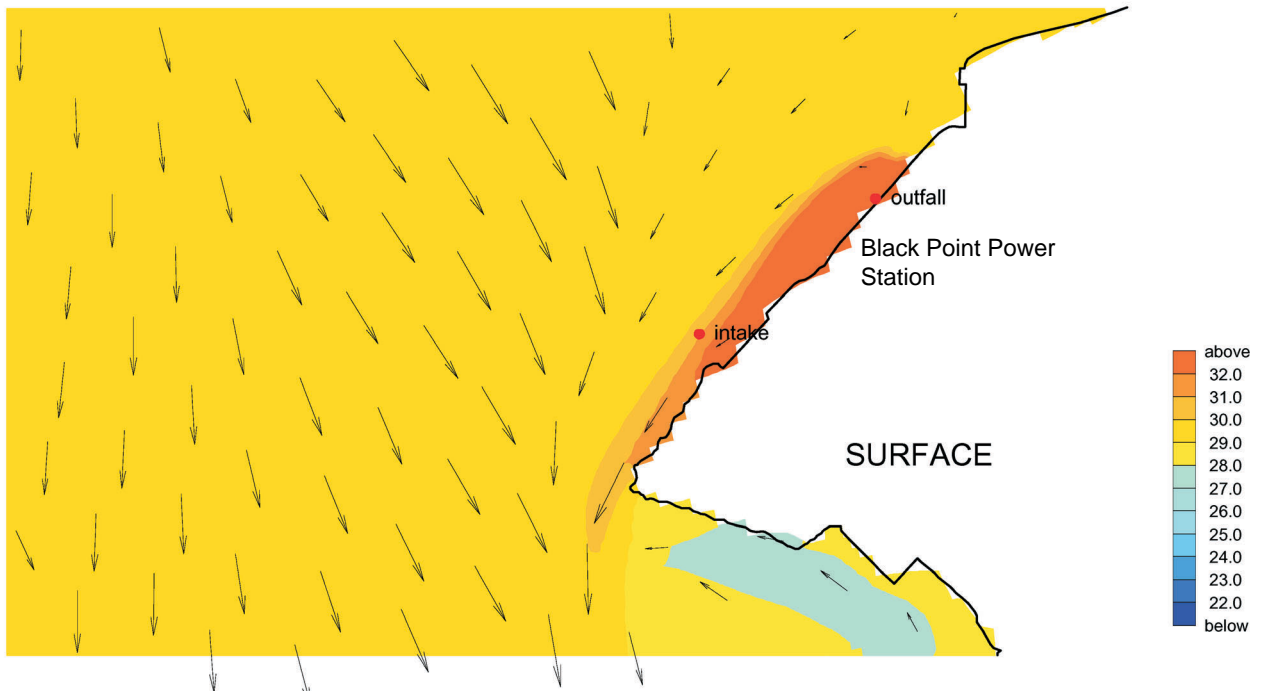 outfall
Black Point Power
Station
intake
SURFACE
above
32.0
31.0
30.0
29.0
28.0
27.0
26.0
25.0
24.0
23.0
22.0
below